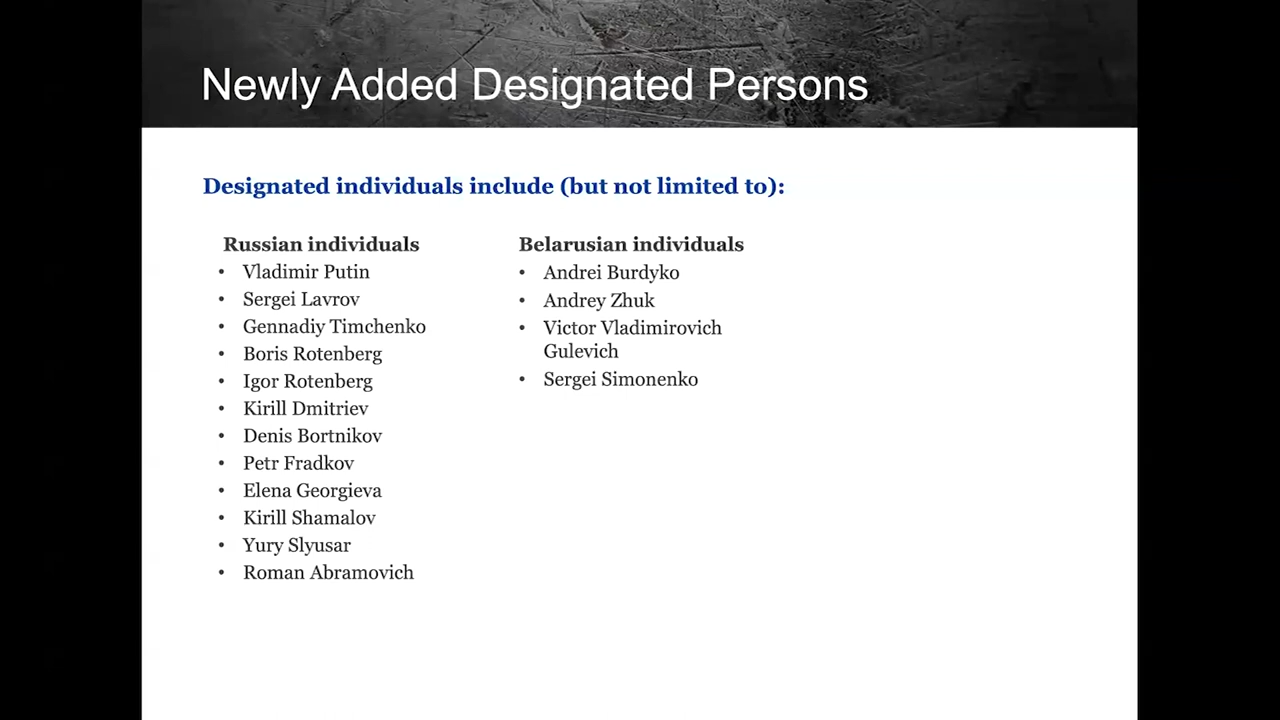 Newly Added Designated Persons
Designated individuals include (but not limited to):
Russian individuals
• Vladimir Putin
• Sergei Lavrov
• Gennadiy Timchenko
• Boris Rotenberg
• Igor Rotenberg
• Kirill Dmitriev
• Denis Bortnikov
• Petr Fradkov
• Elena Georgieva
• Kirill Shamalov
• Yury Slyusar
• Roman Abramovich
Belarusian individuals
• Andrei Burdyko
• Andrey Zhuk
• Victor Vladimirovich
Gulevich
• Sergei Simonenko